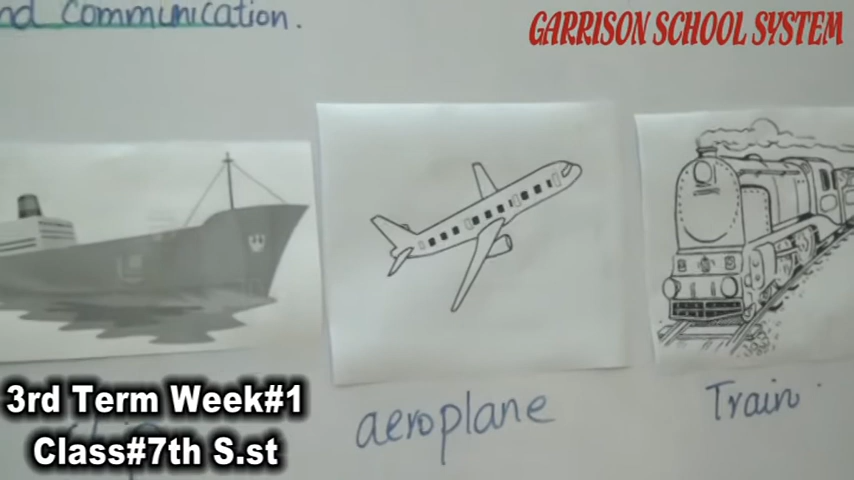 nd Communication.
GARRISON SCHOOL SYSTEM
aeroplane
Train
3rd Term Week#1
Class#7th S.st